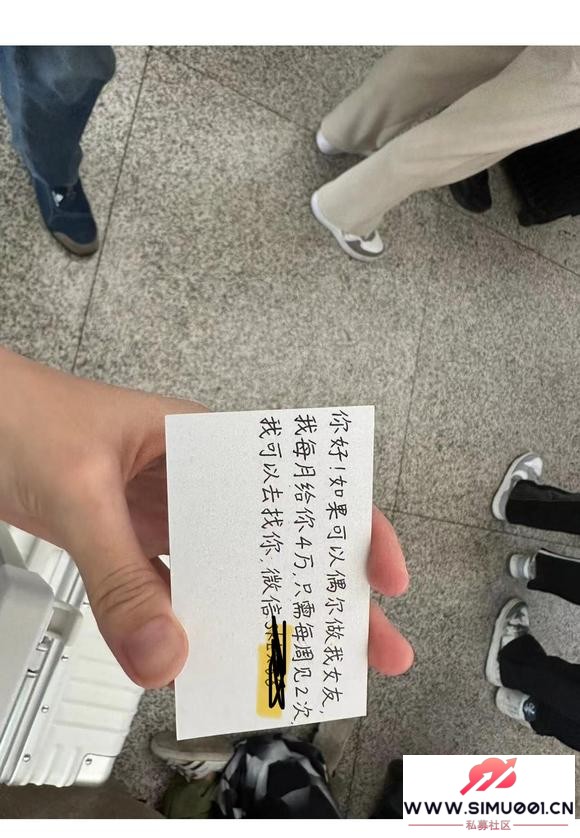 你好！如果可以偶尔做我女友，
我每月给你4万，只需每周见2次，
我可以去找你，微信
WWW.SIMU001.CN
私募社区